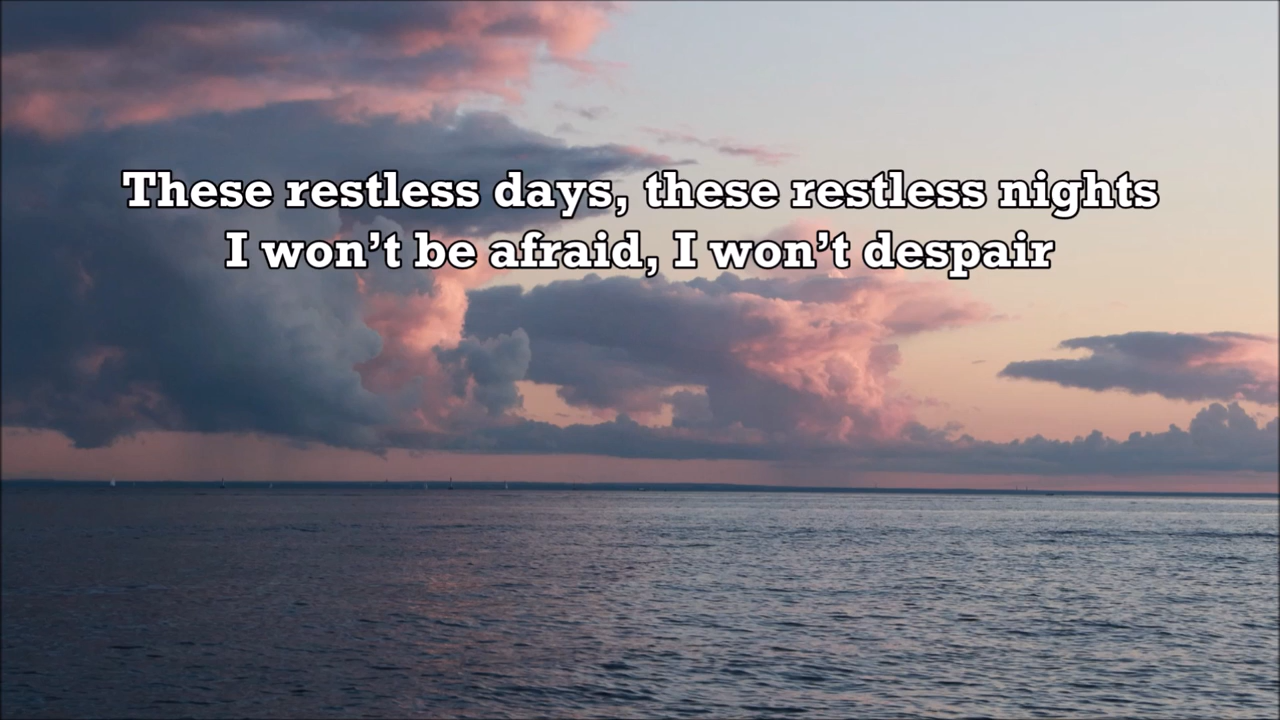 These restless days, these restless nights
I won’t be afraid, I won’t despair